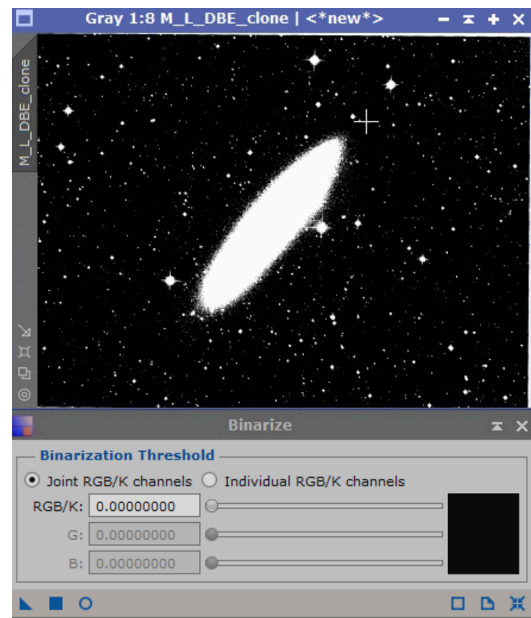 Gray 1:8 M_L_DBE_clone | <*new*>
M_L_DBE_clone
Binarize
Binarization Threshold
Joint RGB/K channels Individual RGB/K channels
RGB/K: 0.00000000
G: 0.00000000
B: 0.00000000